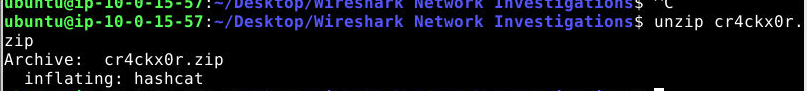 ubuntu@ip-10-0-15-57:~/Desktop/Wireshark Network Investigations$ ^C
ubuntu@ip-10-0-15-57:~/Desktop/Wireshark Network Investigations$ unzip cr4ckx0r.
zip
Archive:  cr4ckx0r.zip
  inflating: hashcat